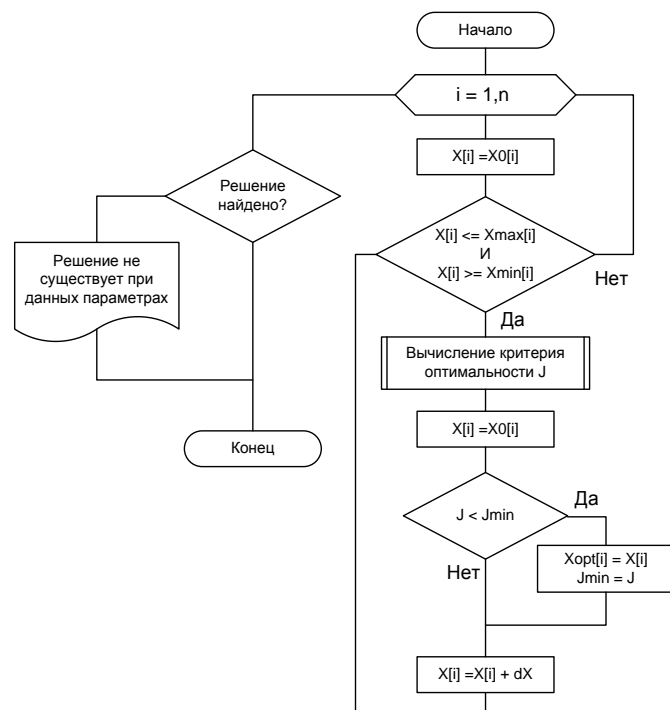 Начало
i = 1,n
X[i] =X0[i]
Решение
найдено?
X[i] <= Xmax[i]
И
X[i] >= Xmin[i]
Нет
Решение не
существует при
данных параметрах
Да
Вычисление критерия
оптимальности J
X[i] =X0[i]
Конец
J < Jmin
Да
Нет
Xopt[i] = X[i]
Jmin = J
X[i] =X[i] + dX